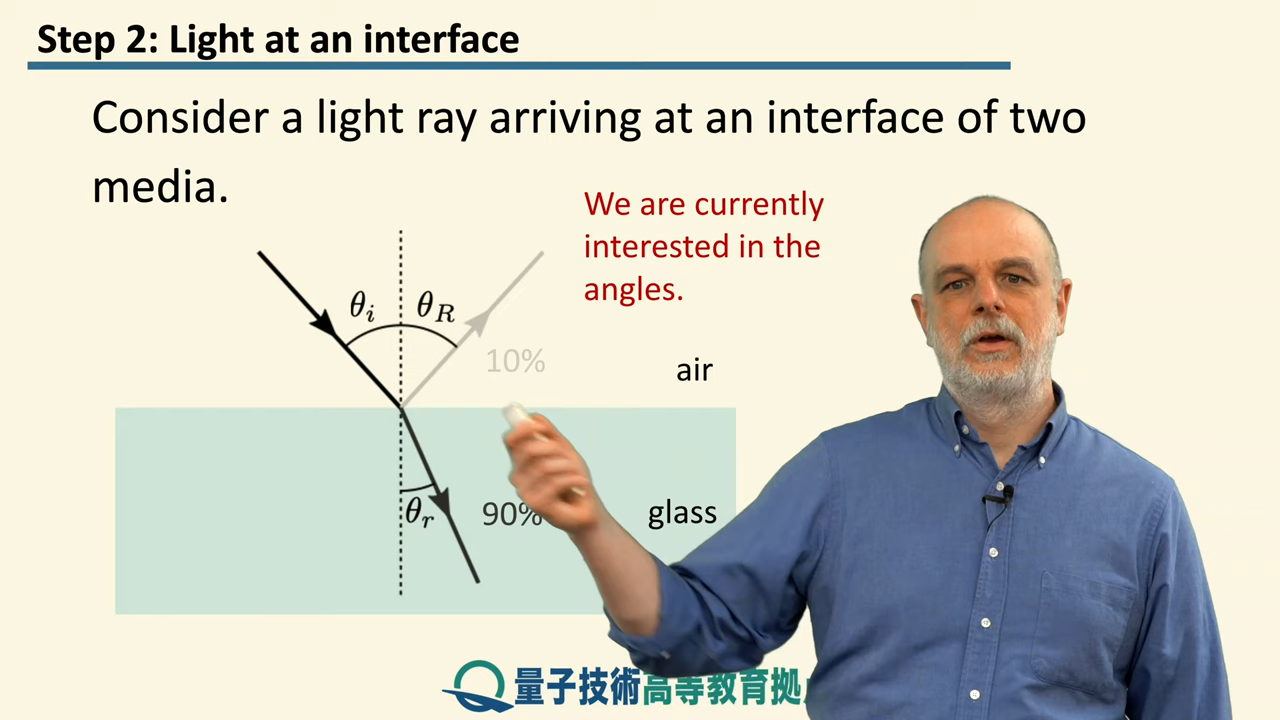 Step 2: Light at an interface
Consider a light ray arriving at an interface of two
media.
We are currently
interested in the
angles.
θi
θR
10%
air
θr
90%
glass
量子技術高等教育拠